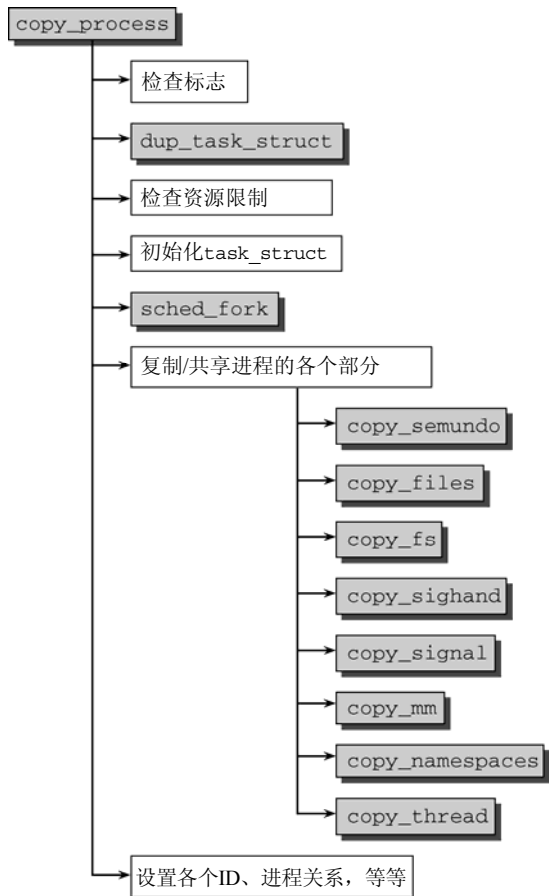 copy_process
检查标志
dup_task_struct
检查资源限制
初始化task_struct
sched_fork
复制/共享进程的各个部分
copy_semundo
copy_files
copy_fs
copy_sighand
copy_signal
copy_mm
copy_namespaces
copy_thread
设置各个ID、进程关系，等等